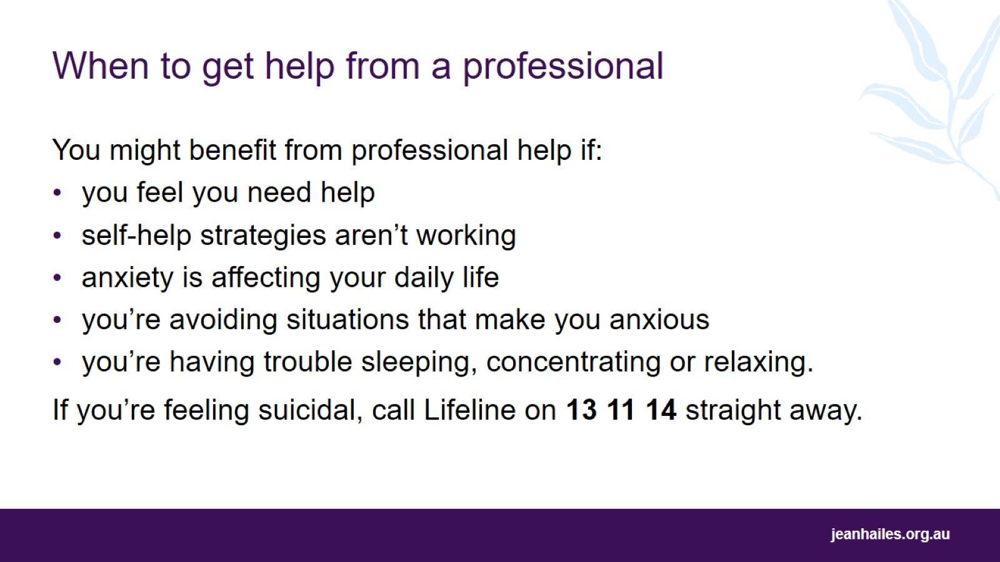 When to get help from a professional
You might benefit from professional help if:
• you feel you need help
• self-help strategies aren’t working
• anxiety is affecting your daily life
• you’re avoiding situations that make you anxious
• you’re having trouble sleeping, concentrating or relaxing.
If you’re feeling suicidal, call Lifeline on 13 11 14 straight away.
jeanhailes.org.au